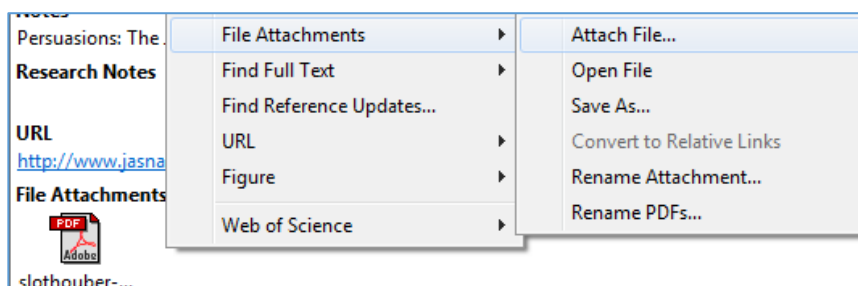 Notes
Persuasions: The
Research Notes
URL
http://www.jasna
File Attachments
PDF
Adobe
slothouber-...
File Attachments
Find Full Text
Find Reference Updates...
URL
Figure
Web of Science
Attach File...
Open File
Save As...
Convert to Relative Links
Rename Attachment...
Rename PDFs...